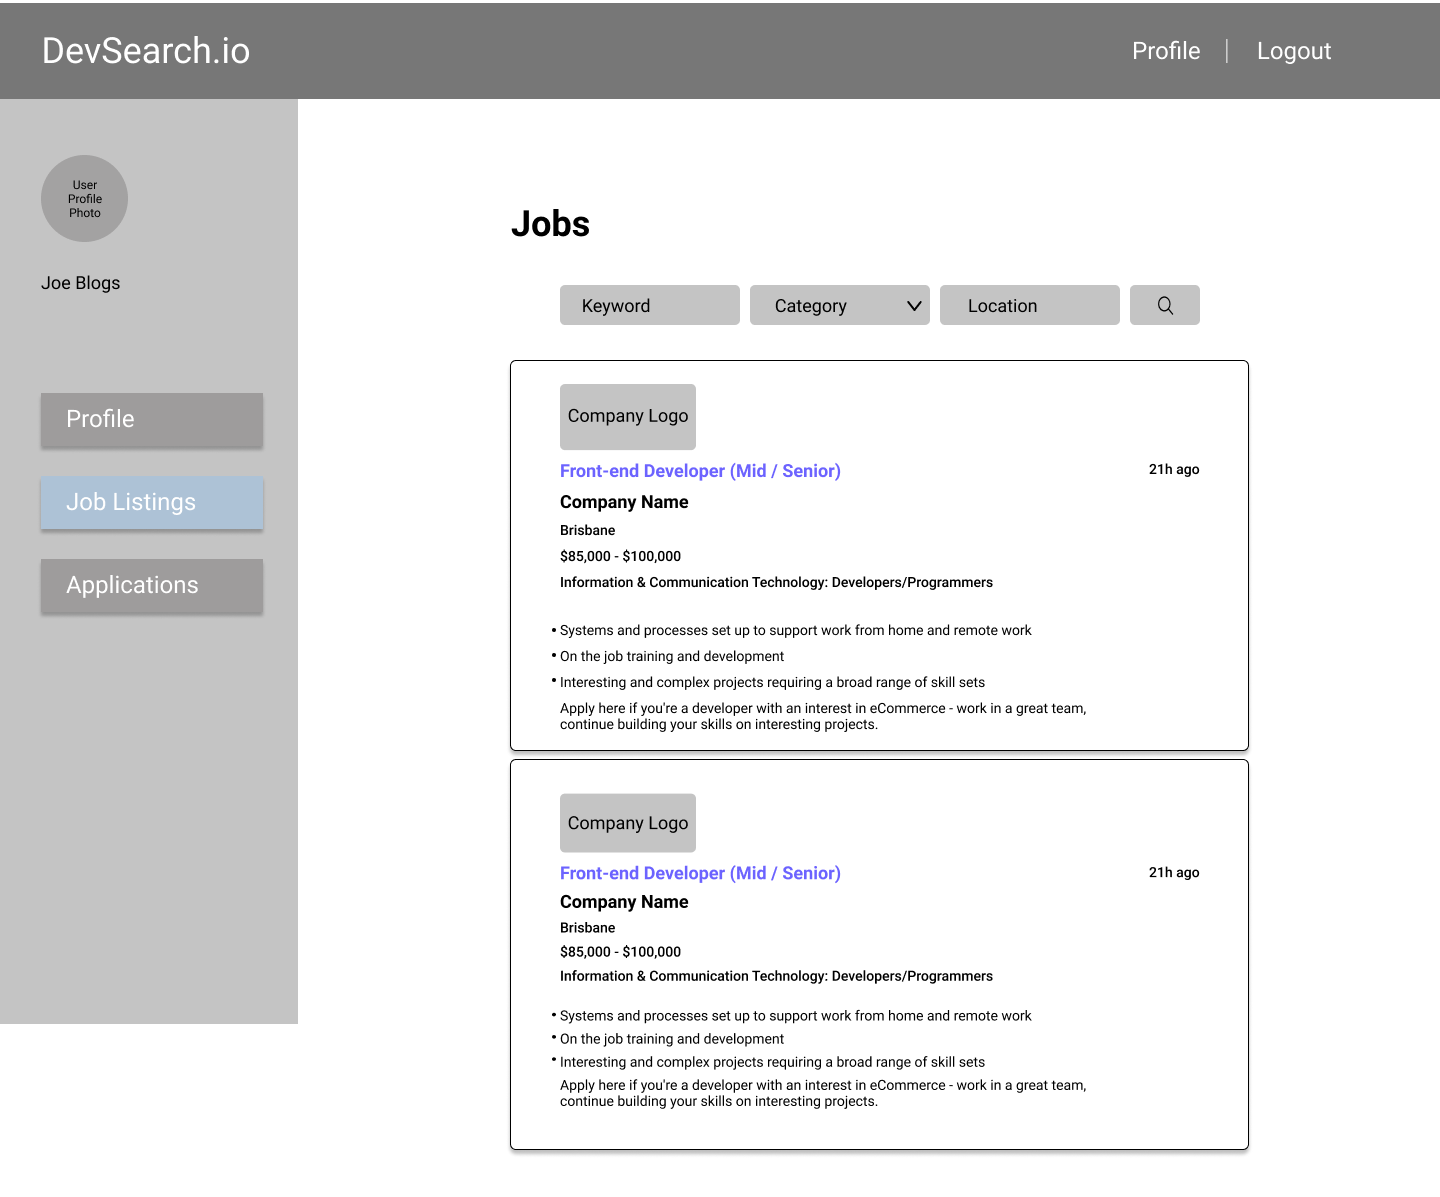 DevSearch.io
Profile | Logout
User
Profile
Photo
Joe Blogs
Profile
Job Listings
Applications
Jobs
Keyword
Category
Location
Company Logo
Front-end Developer (Mid / Senior)
21h ago
Company Name
Brisbane
$85,000 - $100,000
Information & Communication Technology: Developers/Programmers
• Systems and processes set up to support work from home and remote work
• On the job training and development
• Interesting and complex projects requiring a broad range of skill sets
Apply here if you're a developer with an interest in eCommerce - work in a great team,
continue building your skills on interesting projects.
Company Logo
Front-end Developer (Mid / Senior)
21h ago
Company Name
Brisbane
$85,000 - $100,000
Information & Communication Technology: Developers/Programmers
• Systems and processes set up to support work from home and remote work
• On the job training and development
• Interesting and complex projects requiring a broad range of skill sets
Apply here if you're a developer with an interest in eCommerce - work in a great team,
continue building your skills on interesting projects.